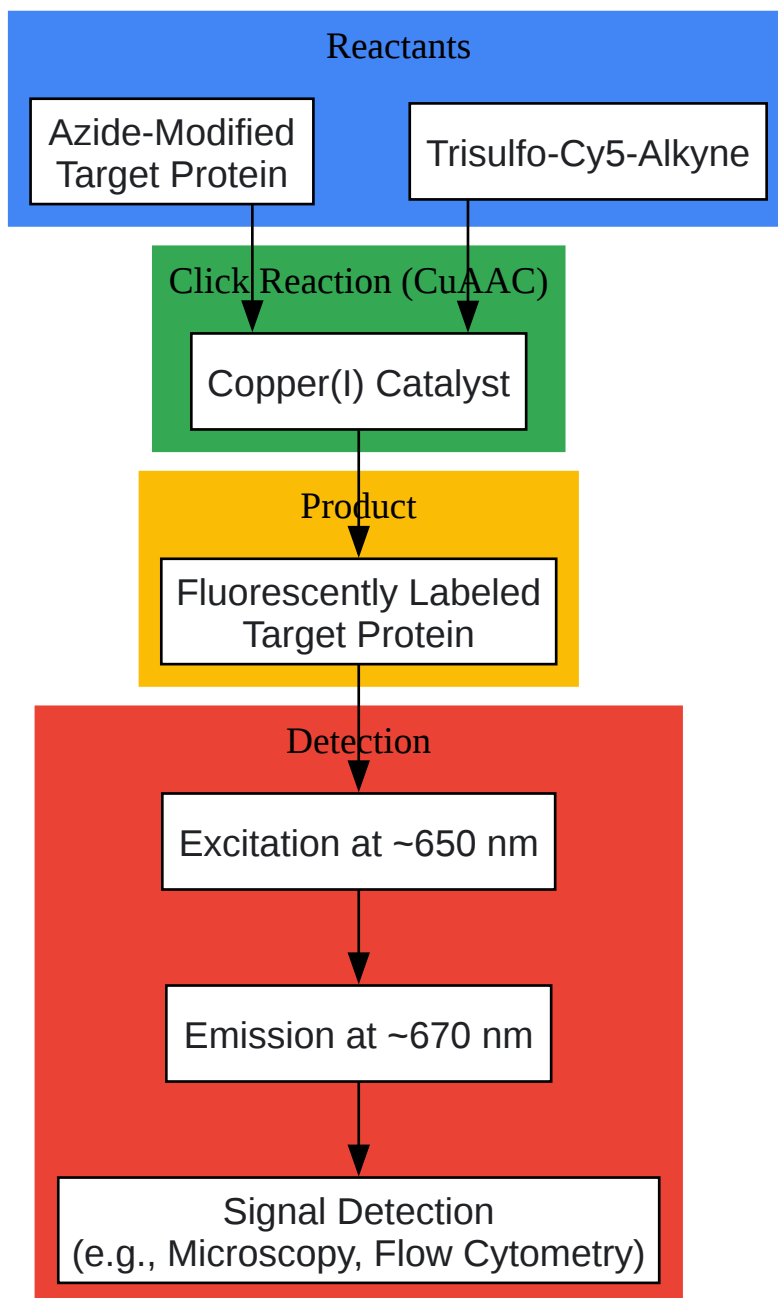 Reactants
Azide-Modified
Target Protein
Trisulfo-Cy5-Alkyne
Click Reaction (CuAAC)
Copper(I) Catalyst
Product
Fluorescently Labeled
Target Protein
Detection
Excitation at ~650 nm
Emission at ~670 nm
Signal Detection
(e.g., Microscopy, Flow Cytometry)